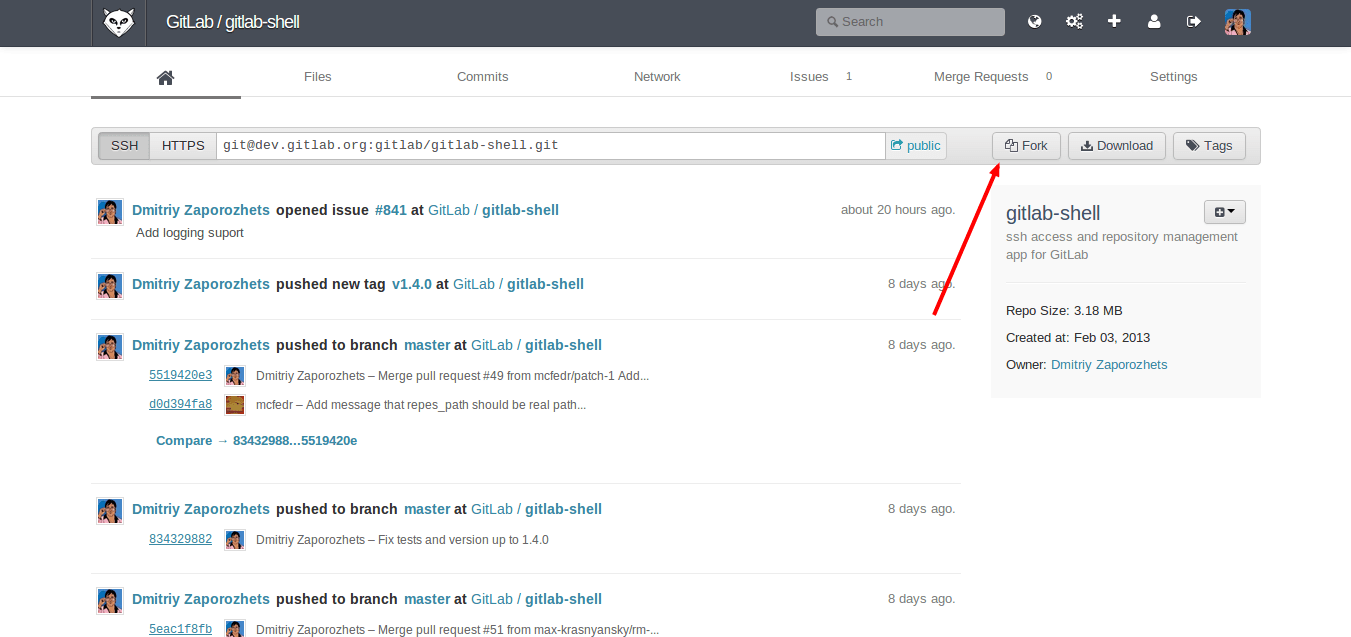 GitLab / gitlab-shell
Search
Files Commits Network Issues 1 Merge Requests 0 Settings
SSH HTTPS git@dev.gitlab.org:gitlab/gitlab-shell.git public Fork Download Tags
Dmitriy Zaporozhets opened issue #841 at GitLab / gitlab-shell about 20 hours ago.
Add logging suport
Dmitriy Zaporozhets pushed new tag v1.4.0 at GitLab / gitlab-shell 8 days ago.
Dmitriy Zaporozhets pushed to branch master at GitLab / gitlab-shell 8 days ago.
5519420e3 Dmitriy Zaporozhets – Merge pull request #49 from mcfedr/patch-1 Add...
d0d394fa8 mcfedr – Add message that repes_path should be real path...
Compare → 83432988...5519420e
Dmitriy Zaporozhets pushed to branch master at GitLab / gitlab-shell 8 days ago.
834329882 Dmitriy Zaporozhets – Fix tests and version up to 1.4.0
Dmitriy Zaporozhets pushed to branch master at GitLab / gitlab-shell 8 days ago.
5eac1f8fb Dmitriy Zaporozhets – Merge pull request #51 from max-krasnyansky/rm-...
gitlab-shell
ssh access and repository management
app for GitLab
Repo Size: 3.18 MB
Created at: Feb 03, 2013
Owner: Dmitriy Zaporozhets